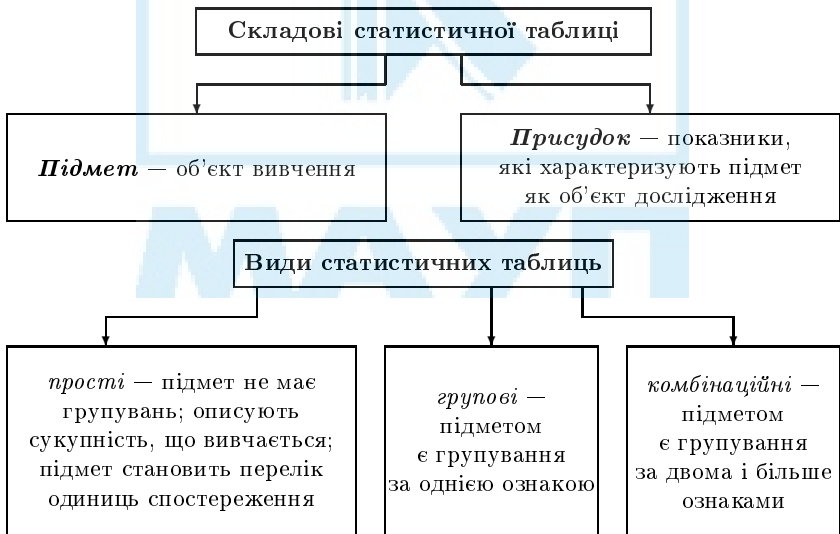 Складові статистичної таблиці
Підмет — об’єкт вивчення
Присудок — показники,
які характеризують підмет
як об’єкт дослідження
МАУП
Види статистичних таблиць
прості — підмет не має
групувань; описують
сукупність, що вивчається;
підмет становить перелік
одиниць спостереження
групові —
підметом
є групування
за однією ознакою
комбінаційні —
підметом
є групування
за двома і більше
ознаками